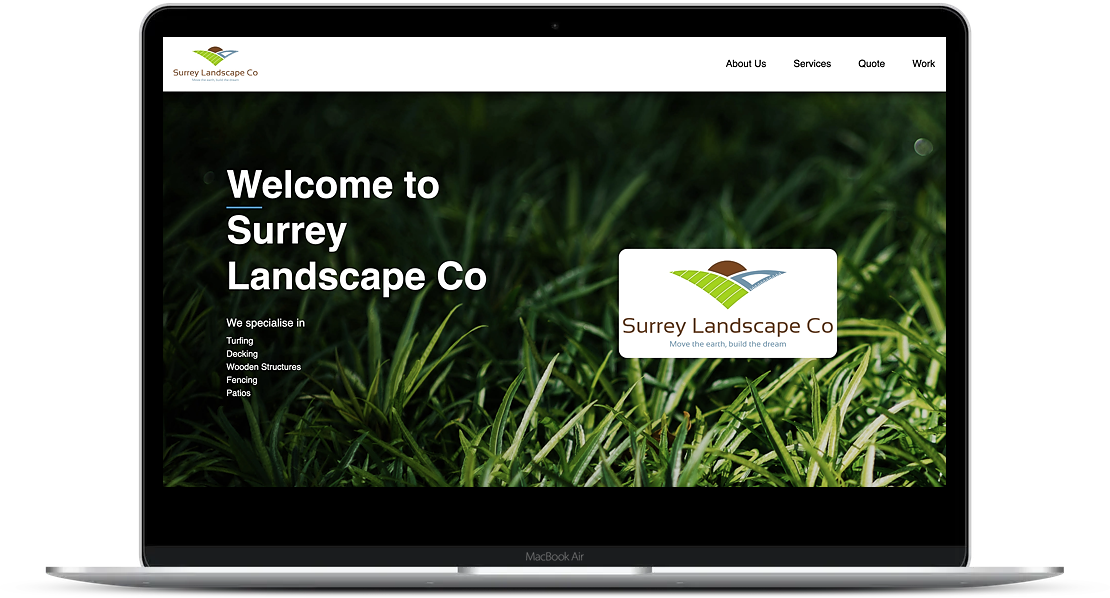 Surrey Landscape Co
Move the earth, build the dream
About Us Services Quote Work
Welcome to
Surrey
Landscape Co
We specialise in
Turfing
Decking
Wooden Structures
Fencing
Patios
Surrey Landscape Co
Move the earth, build the dream
MacBook Air